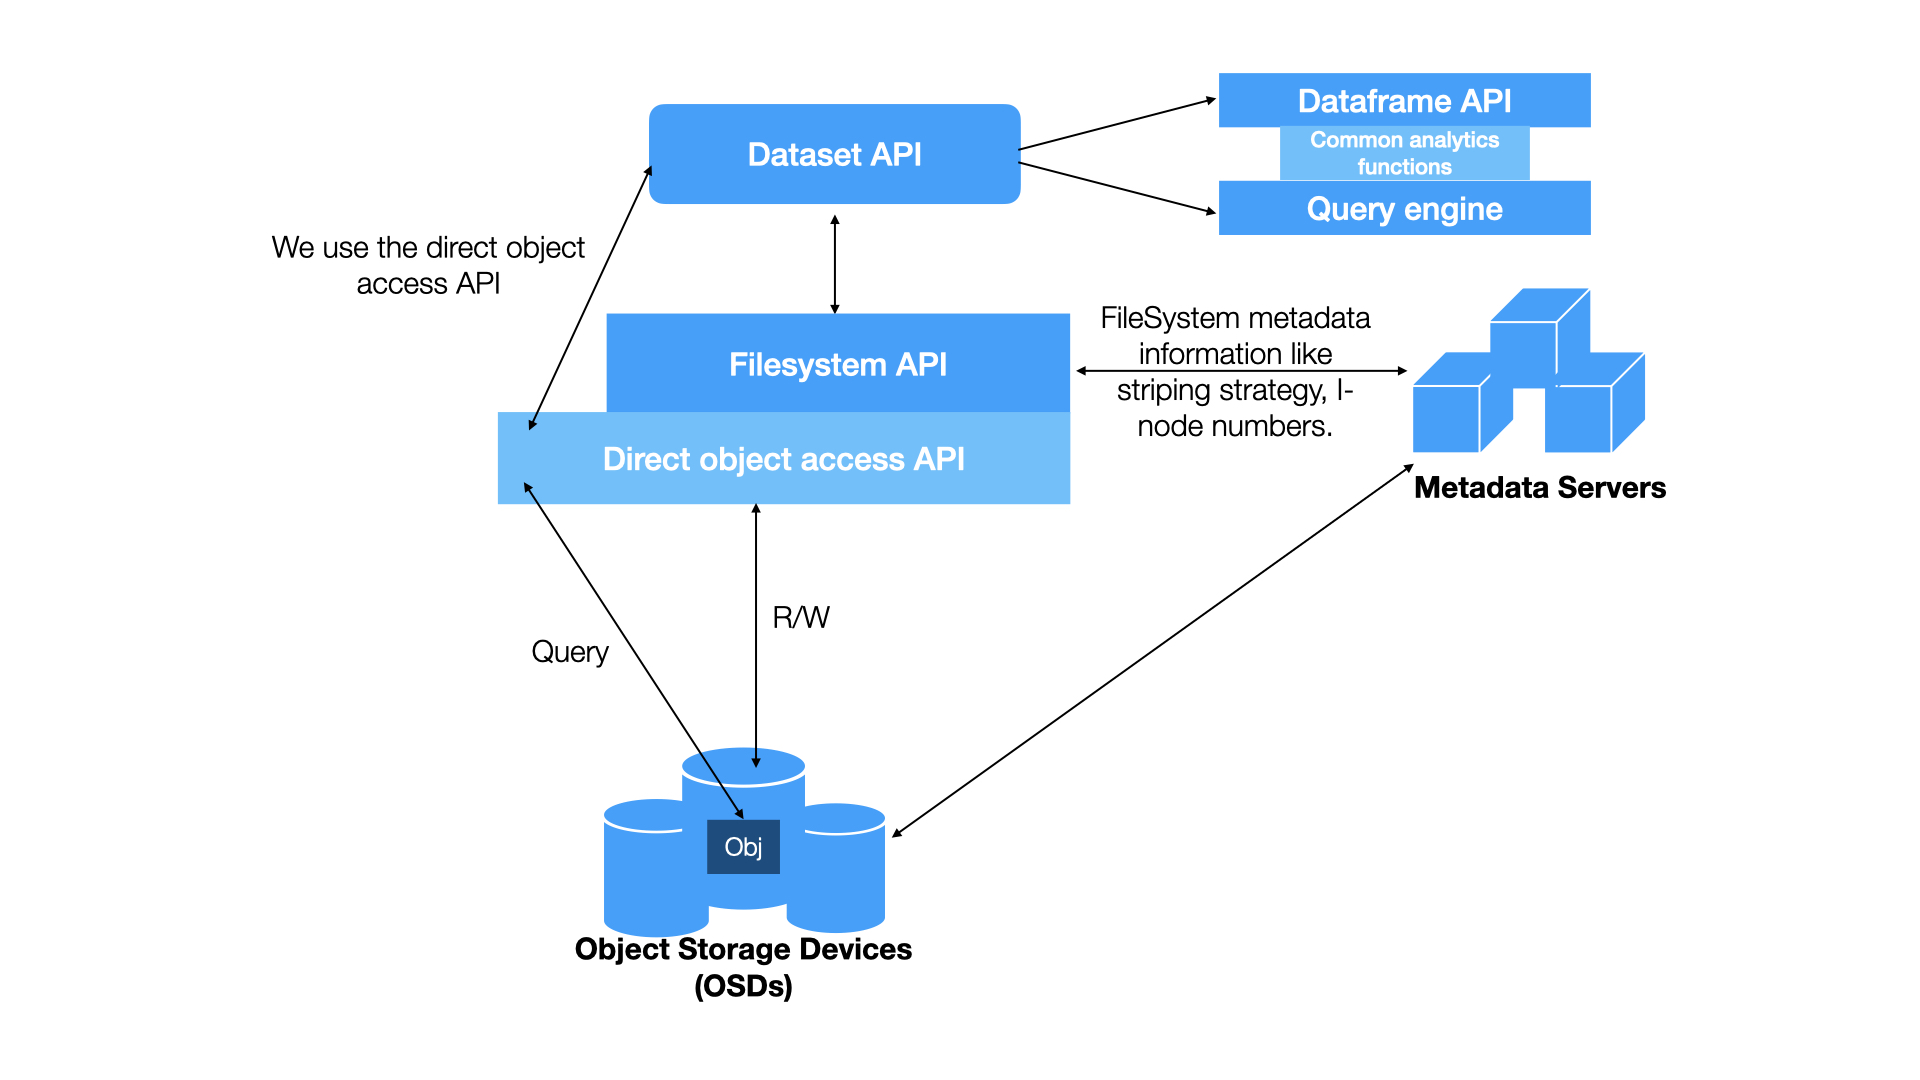 Dataset API
Dataframe API
Common analytics
functions
Query engine
We use the direct object
access API
Filesystem API
FileSystem metadata
information like
striping strategy, I-
node numbers.
Direct object access API
Metadata Servers
R/W
Query
Obj
Object Storage Devices
(OSDs)